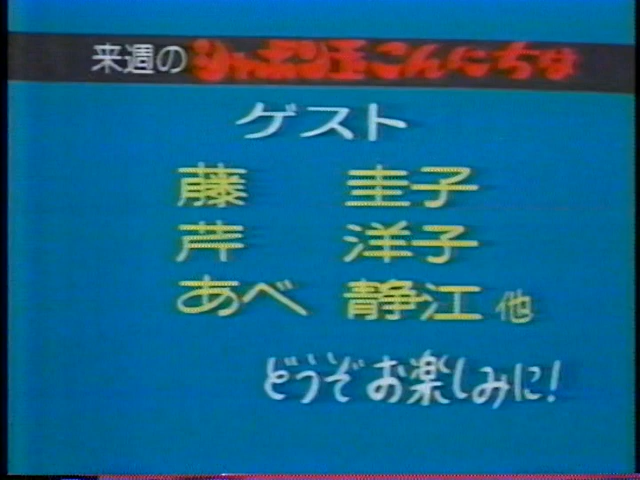 来週の シャボン玉こんにちは
ゲスト
藤 圭子
芹 洋子
あべ 静江 他
どうぞお楽しみに!